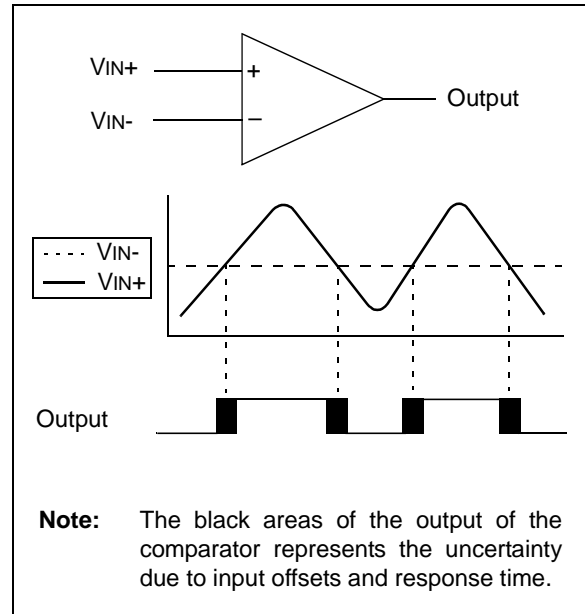 VIN+
+
Output
VIN-
–
VIN-
VIN+
Output
Note: The black areas of the output of the
comparator represents the uncertainty
due to input offsets and response time.